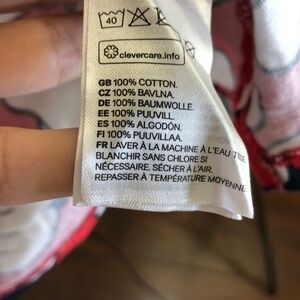 40
clevercare.info
GB 100% COTTON.
CZ 100% BAVLNA.
DE 100% BAUMWOLLE.
EE 100% PUUVILL.
ES 100% ALGODÓN.
FI 100% PUUVILLAA.
FR LAVER À LA MACHINE À L'EAU
BLANCHIR SANS CHLORE SI
NÉCESSAIRE. SÉCHER À L'AIR.
REPASSER À TEMPÉRATURE MOYENNE